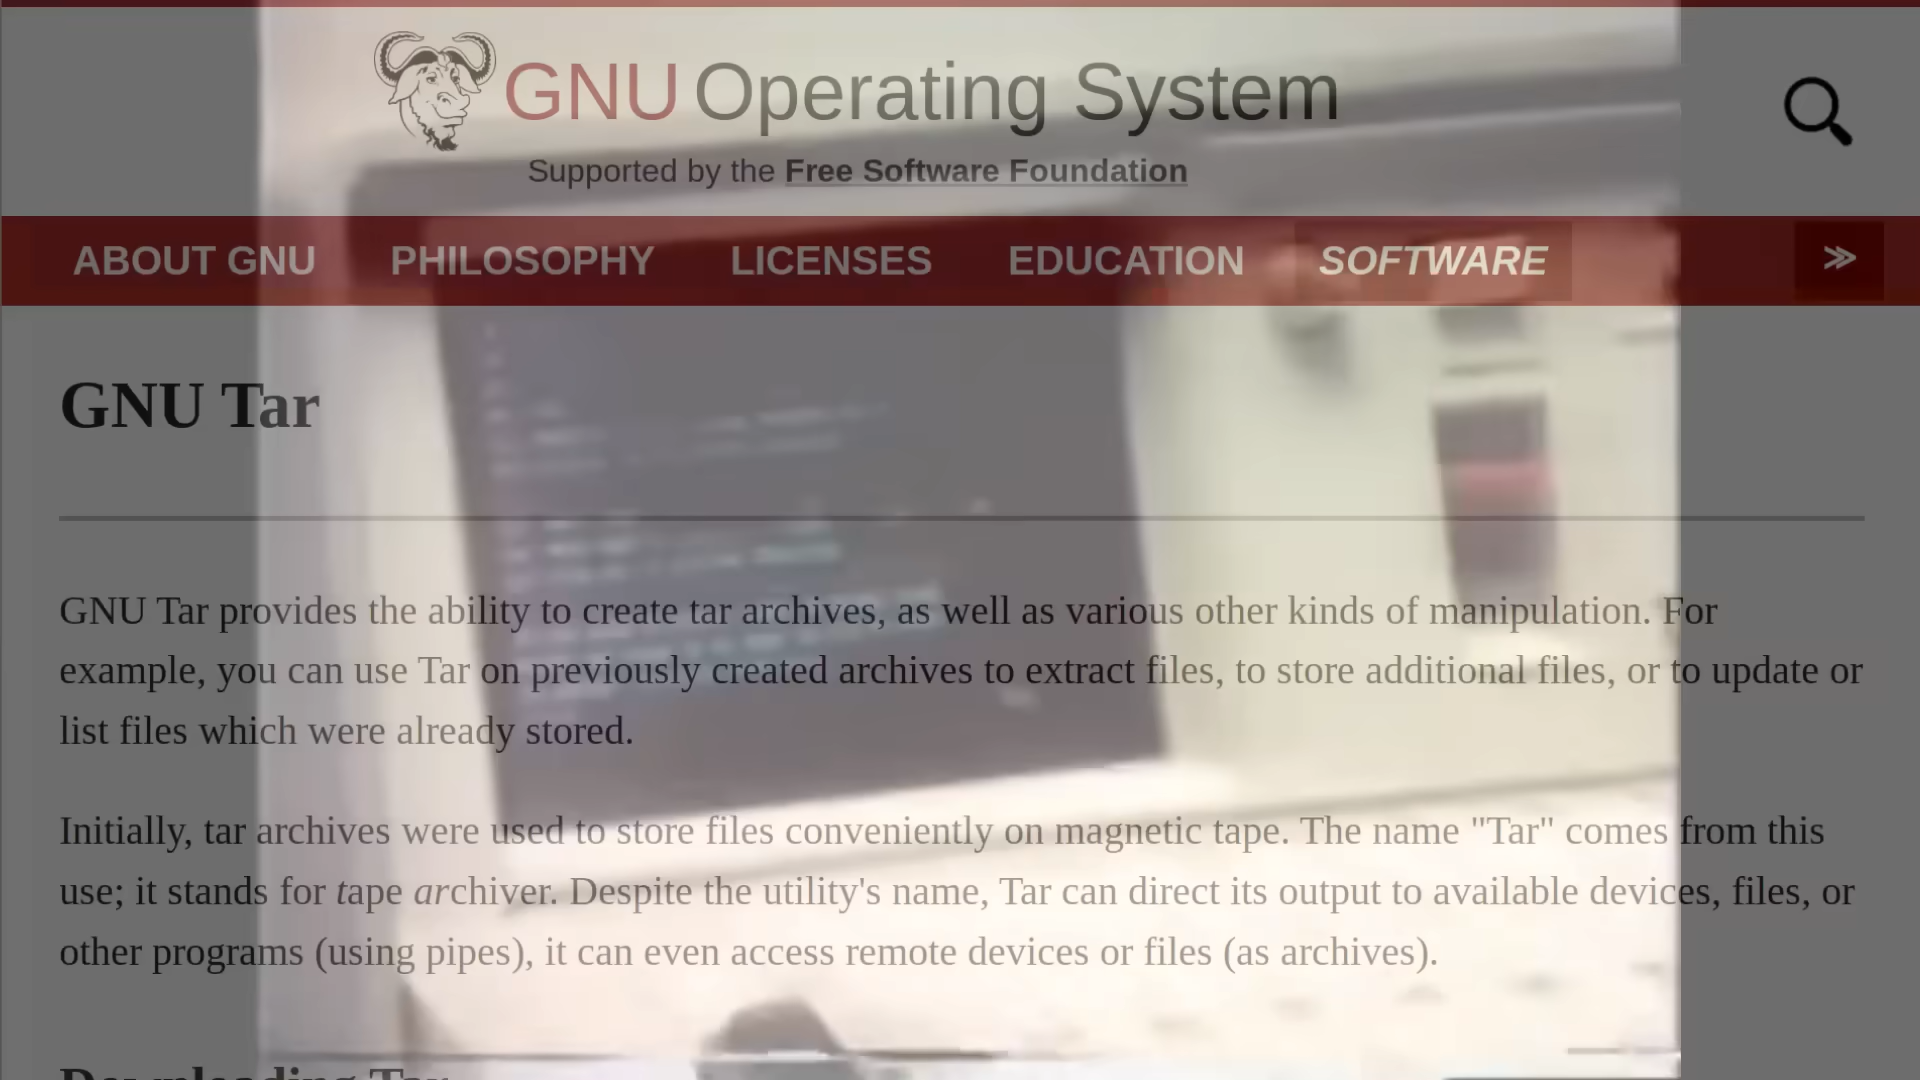 GNU Operating System
Supported by the Free Software Foundation
ABOUT GNU PHILOSOPHY LICENSES EDUCATION SOFTWARE ≫
GNU Tar
GNU Tar provides the ability to create tar archives, as well as various other kinds of manipulation. For
example, you can use Tar on previously created archives to extract files, to store additional files, or to update or
list files which were already stored.
Initially, tar archives were used to store files conveniently on magnetic tape. The name "Tar" comes from this
use; it stands for tape archiver. Despite the utility's name, Tar can direct its output to available devices, files, or
other programs (using pipes), it can even access remote devices or files (as archives).
Downloading Tar